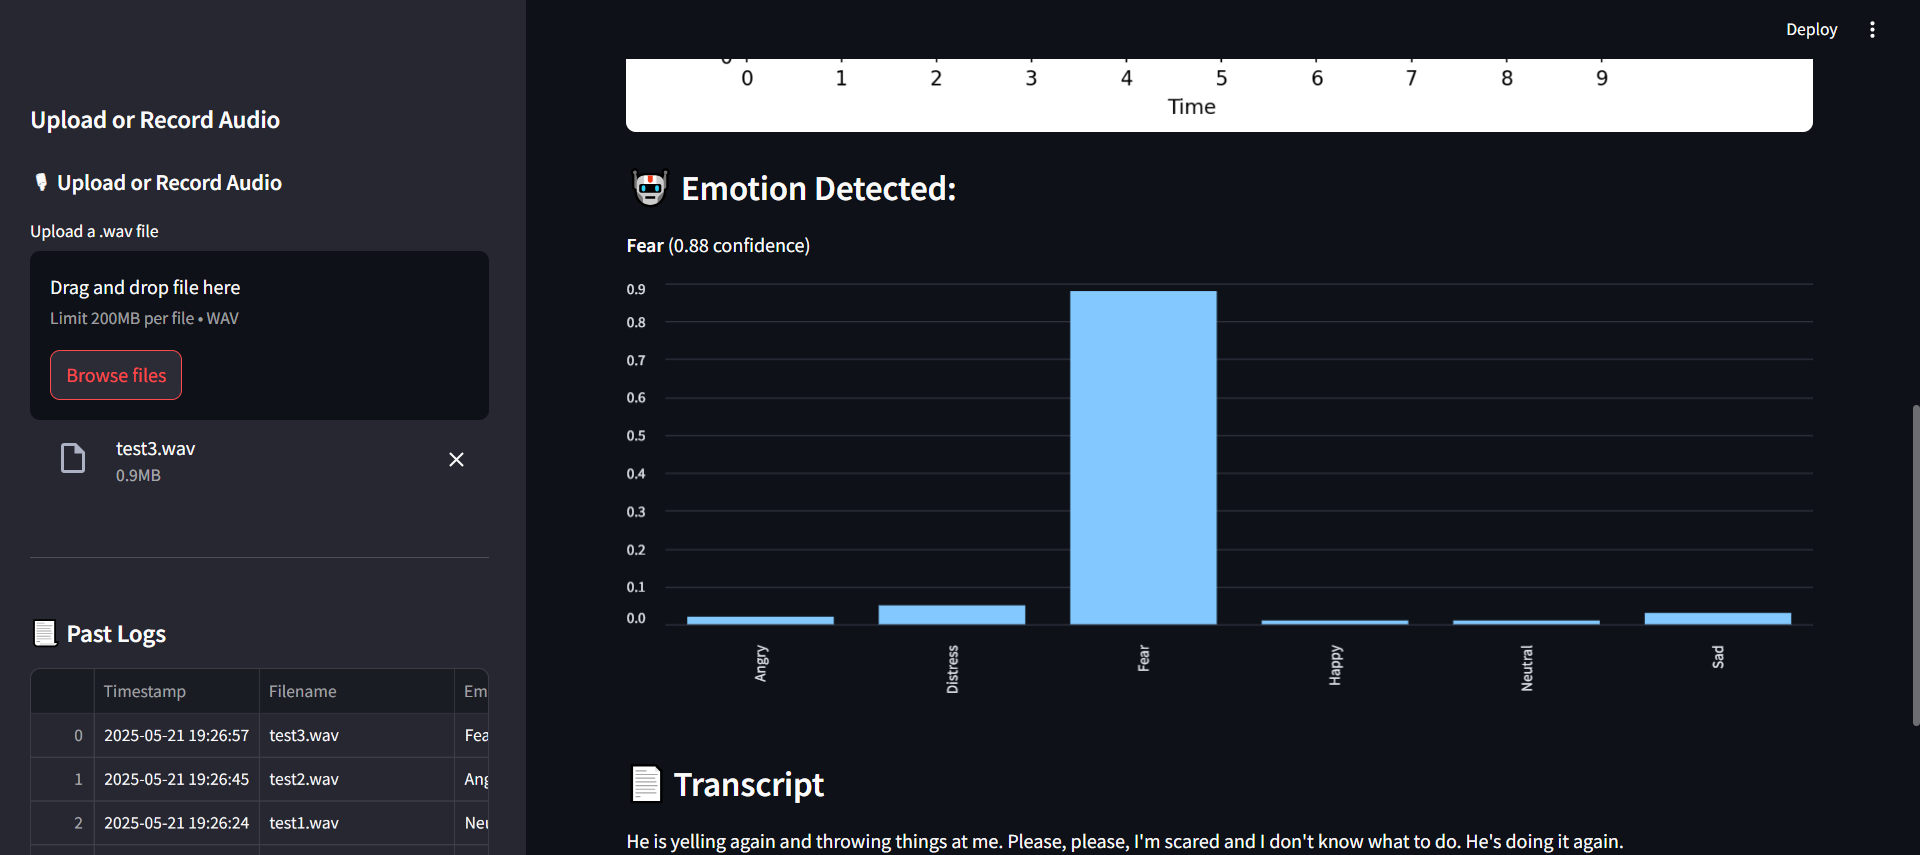 Deploy
Upload or Record Audio
Upload or Record Audio
Upload a .wav file
Drag and drop file here
Limit 200MB per file • WAV
Browse files
test3.wav
0.9MB
Past Logs
Timestamp Filename Em
0 2025-05-21 19:26:57 test3.wav Fea
1 2025-05-21 19:26:45 test2.wav Ang
2 2025-05-21 19:26:24 test1.wav Neu
0 1 2 3 4 5 6 7 8 9
Time
Emotion Detected:
Fear (0.88 confidence)
0.9
0.8
0.7
0.6
0.5
0.4
0.3
0.2
0.1
0.0
Angry Distress Fear Happy Neutral Sad
Transcript
He is yelling again and throwing things at me. Please, please, I'm scared and I don't know what to do. He's doing it again.